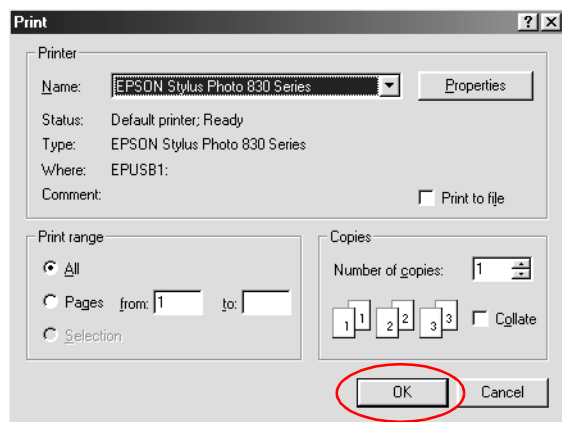 Print
Printer
Name: EPSON Stylus Photo 830 Series Properties
Status: Default printer; Ready
Type: EPSON Stylus Photo 830 Series
Where: EPUSB1:
Comment: Print to file
Print range
All
Pages from: 1 to:
Selection
Copies
Number of copies: 1
1 1 2 2 3 3 Collate
OK Cancel